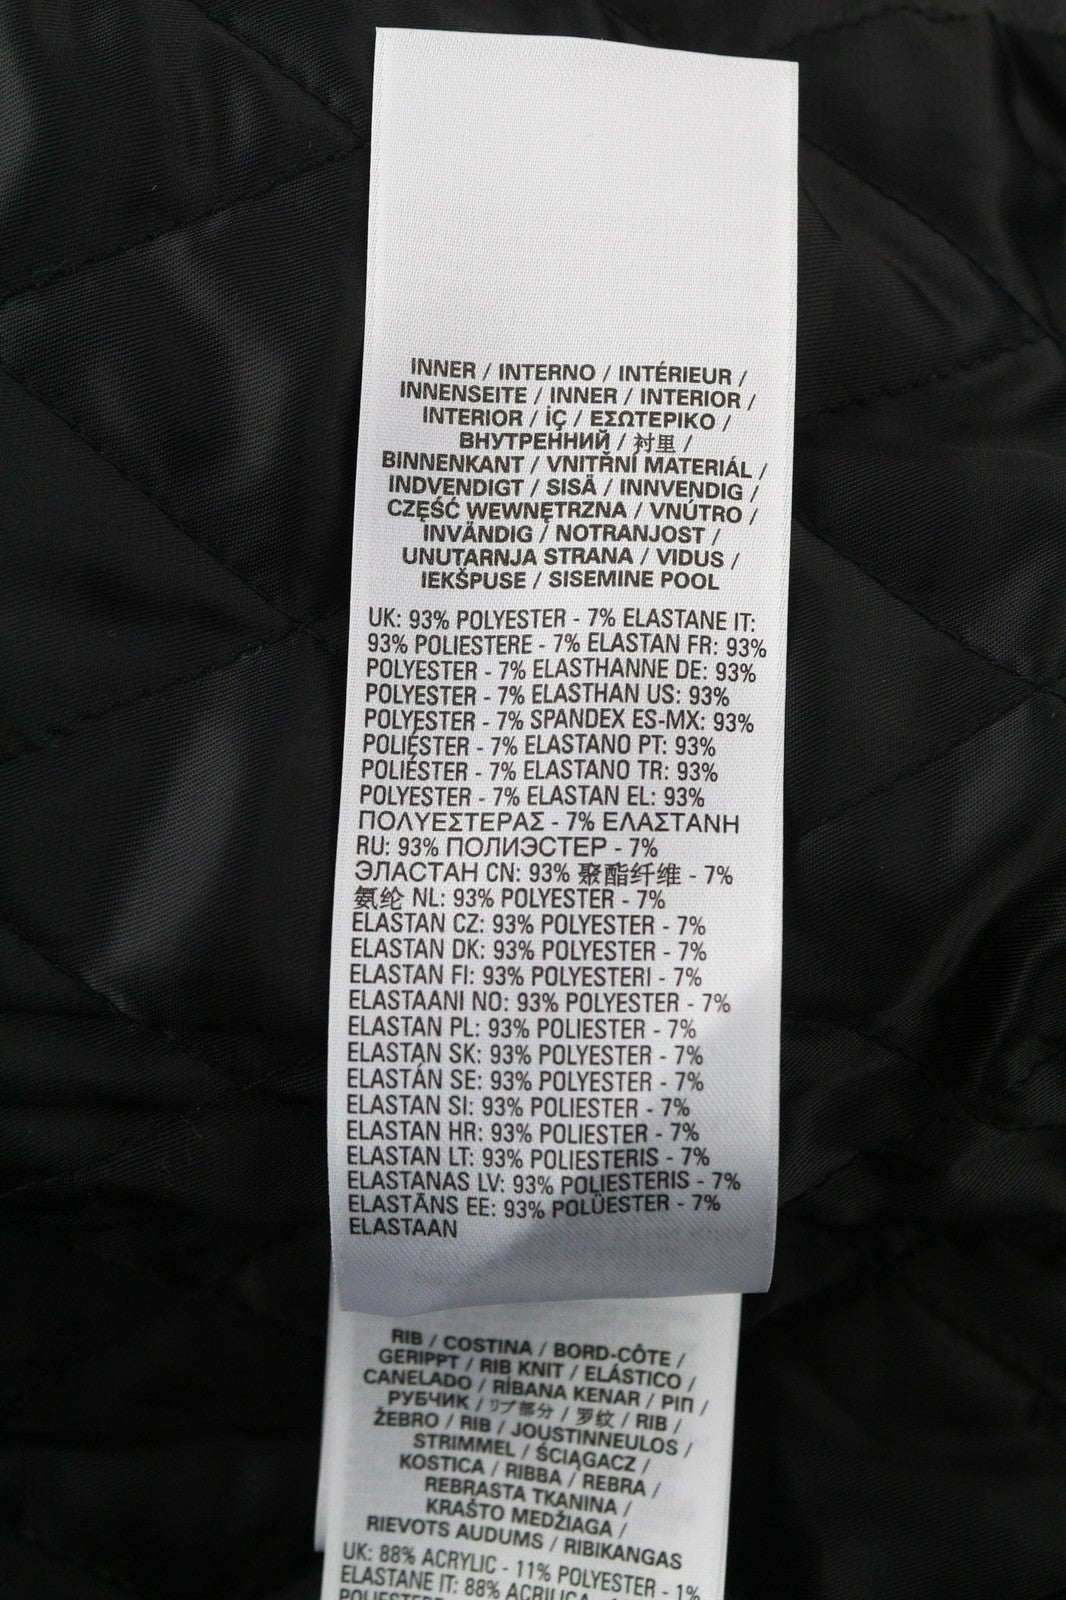 INNER / INTERNO / INTÉRIEUR /
INNENSEITE / INNER / INTERIOR /
INTERIOR / İÇ / ΕΣΩΤΕΡΙΚΟ /
ВНУТРЕННИЙ / 衬里 /
BINNENKANT / VNITŘNÍ MATERIÁL /
INDVENDIGT / SISÄ / INNVENDIG /
CZĘŚĆ WEWNĘTRZNA / VNÚTRO /
INVÄNDIG / NOTRANJOST /
UNUTARNJA STRANA / VIDUS /
IEKŠPUSE / SISEMINE POOL
UK: 93% POLYESTER - 7% ELASTANE IT:
93% POLIESTERE - 7% ELASTAN FR: 93%
POLYESTER - 7% ELASTHANNE DE: 93%
POLYESTER - 7% ELASTHAN US: 93%
POLYESTER - 7% SPANDEX ES-MX: 93%
POLIÉSTER - 7% ELASTANO PT: 93%
POLIÉSTER - 7% ELASTANO TR: 93%
POLYESTER - 7% ELASTAN EL: 93%
ΠΟΛΥΕΣΤΕΡΑΣ - 7% ΕΛΑΣΤΑΝΗ
RU: 93% ПОЛИЭСТЕР - 7%
ЭЛАСТАН CN: 93% 聚酯纤维 - 7%
氨纶 NL: 93% POLYESTER - 7%
ELASTAN CZ: 93% POLYESTER - 7%
ELASTAN DK: 93% POLYESTER - 7%
ELASTAN FI: 93% POLYESTERI - 7%
ELASTAANI NO: 93% POLYESTER - 7%
ELASTAN PL: 93% POLIESTER - 7%
ELASTAN SK: 93% POLYESTER - 7%
ELASTÁN SE: 93% POLYESTER - 7%
ELASTAN SI: 93% POLIESTER - 7%
ELASTAN HR: 93% POLIESTER - 7%
ELASTAN LT: 93% POLIESTERIS - 7%
ELASTANAS LV: 93% POLIESTERIS - 7%
ELASTĀNS EE: 93% POLÜESTER - 7%
ELASTAAN
RIB / COSTINA / BORD-CÔTE /
GERIPPT / RIB KNIT / ELÁSTICO /
CANELADO / RİBANA KENAR / ΡΙΠ /
РУБЧИК / リブ部分 / 罗纹 / RIB /
ŽEBRO / RIB / JOUSTINNEULOS /
STRIMMEL / ŚCIĄGACZ /
KOSTICA / RIBBA / REBRA /
REBRASTA TKANINA /
KRAŠTO MEDŽIAGA /
RIEVOTS AUDUMS / RIBIKANGAS
UK: 88% ACRYLIC - 11% POLYESTER - 1%
ELASTANE IT: 88% ACRILICA